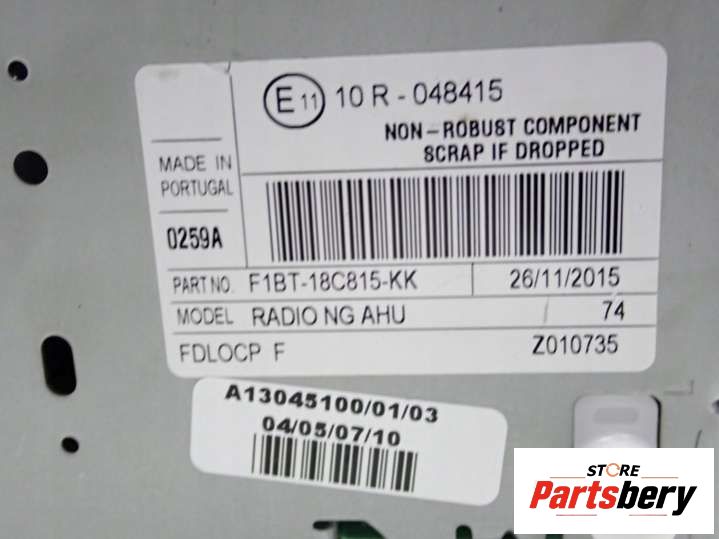 E 11 10 R - 048415
NON-ROBUST COMPONENT
SCRAP IF DROPPED
MADE IN
PORTUGAL
0259A
PART NO. F1BT-18C815-KK 26/11/2015
MODEL RADIO NG AHU / 74
FDLOCP F Z010735
A13045100/01/03
04/05/07/10
STORE
Partsbery